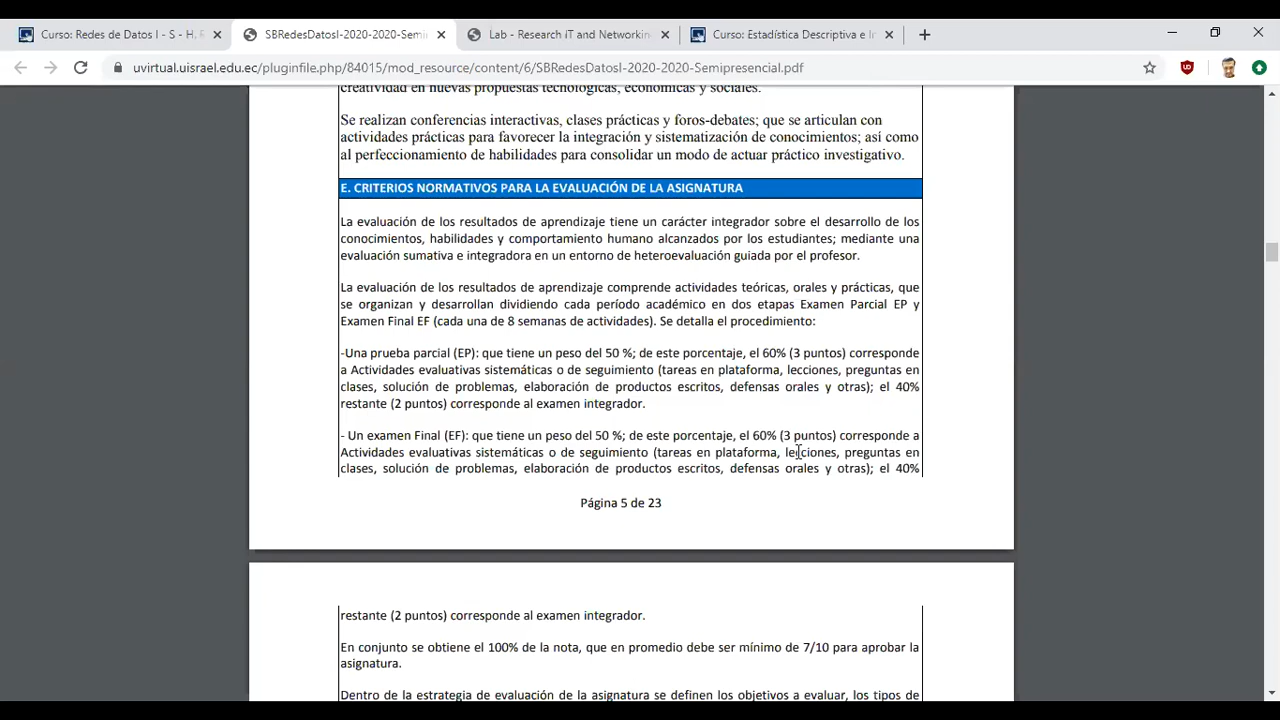 Curso: Redes de Datos I - S - H.
SBRedesDatosI-2020-2020-Semi
Lab - Research iT and Networkin
Curso: Estadística Descriptiva e I
uvirtual.uisrael.edu.ec/pluginfile.php/84015/mod_resource/content/6/SBRedesDatosI-2020-2020-Semipresencial.pdf
creatividad en nuevas propuestas tecnológicas, económicas y sociales.
Se realizan conferencias interactivas, clases prácticas y foros-debates; que se articulan con
actividades prácticas para favorecer la integración y sistematización de conocimientos; así como
al perfeccionamiento de habilidades para consolidar un modo de actuar práctico investigativo.
E. CRITERIOS NORMATIVOS PARA LA EVALUACIÓN DE LA ASIGNATURA
La evaluación de los resultados de aprendizaje tiene un carácter integrador sobre el desarrollo de los
conocimientos, habilidades y comportamiento humano alcanzados por los estudiantes; mediante una
evaluación sumativa e integradora en un entorno de heteroevaluación guiada por el profesor.
La evaluación de los resultados de aprendizaje comprende actividades teóricas, orales y prácticas, que
se organizan y desarrollan dividiendo cada período académico en dos etapas Examen Parcial EP y
Examen Final EF (cada una de 8 semanas de actividades). Se detalla el procedimiento:
-Una prueba parcial (EP): que tiene un peso del 50 %; de este porcentaje, el 60% (3 puntos) corresponde
a Actividades evaluativas sistemáticas o de seguimiento (tareas en plataforma, lecciones, preguntas en
clases, solución de problemas, elaboración de productos escritos, defensas orales y otras); el 40%
restante (2 puntos) corresponde al examen integrador.
- Un examen Final (EF): que tiene un peso del 50 %; de este porcentaje, el 60% (3 puntos) corresponde a
Actividades evaluativas sistemáticas o de seguimiento (tareas en plataforma, lecciones, preguntas en
clases, solución de problemas, elaboración de productos escritos, defensas orales y otras); el 40%
Página 5 de 23
restante (2 puntos) corresponde al examen integrador.
En conjunto se obtiene el 100% de la nota, que en promedio debe ser mínimo de 7/10 para aprobar la
asignatura.
Dentro de la estrategia de evaluación de la asignatura se definen los objetivos a evaluar, los tipos de